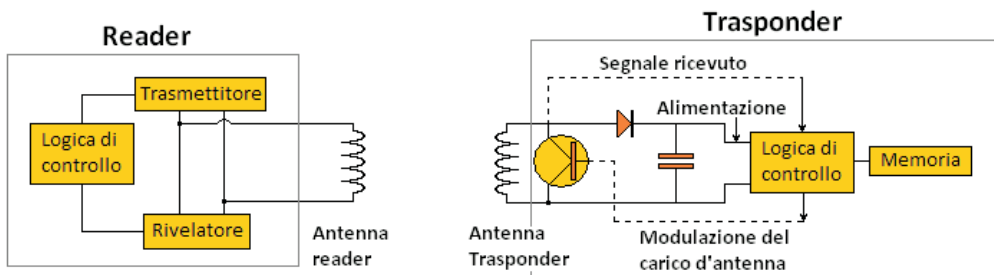 Reader
Trasmettitore
Logica di
controllo
Rivelatore
Antenna
reader
Trasponder
Segnale ricevuto
Alimentazione
Logica di
controllo
Memoria
Antenna
Trasponder
Modulazione del
carico d'antenna